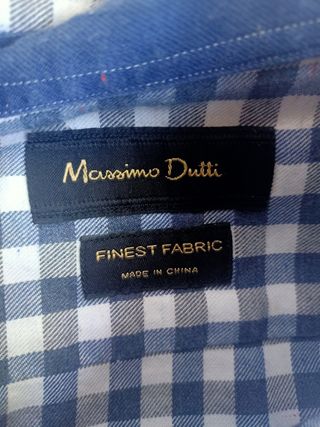 Massimo Dutti
FINEST FABRIC
MADE IN CHINA